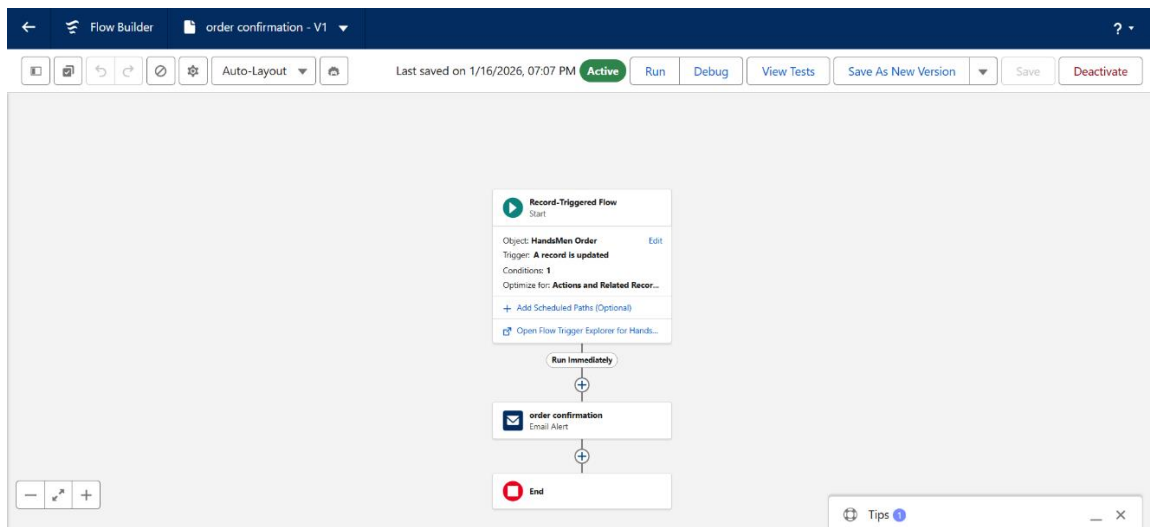 Flow Builder order confirmation - V1 ?
Auto-Layout Last saved on 1/16/2026, 07:07 PM Active Run Debug View Tests Save As New Version Save Deactivate
Record-Triggered Flow
Start
Object: HandsMen Order Edit
Trigger: A record is updated
Conditions: 1
Optimize for: Actions and Related Recor...
+ Add Scheduled Paths (Optional)
Open Flow Trigger Explorer for Hands...
Run Immediately
order confirmation
Email Alert
End
Tips 1